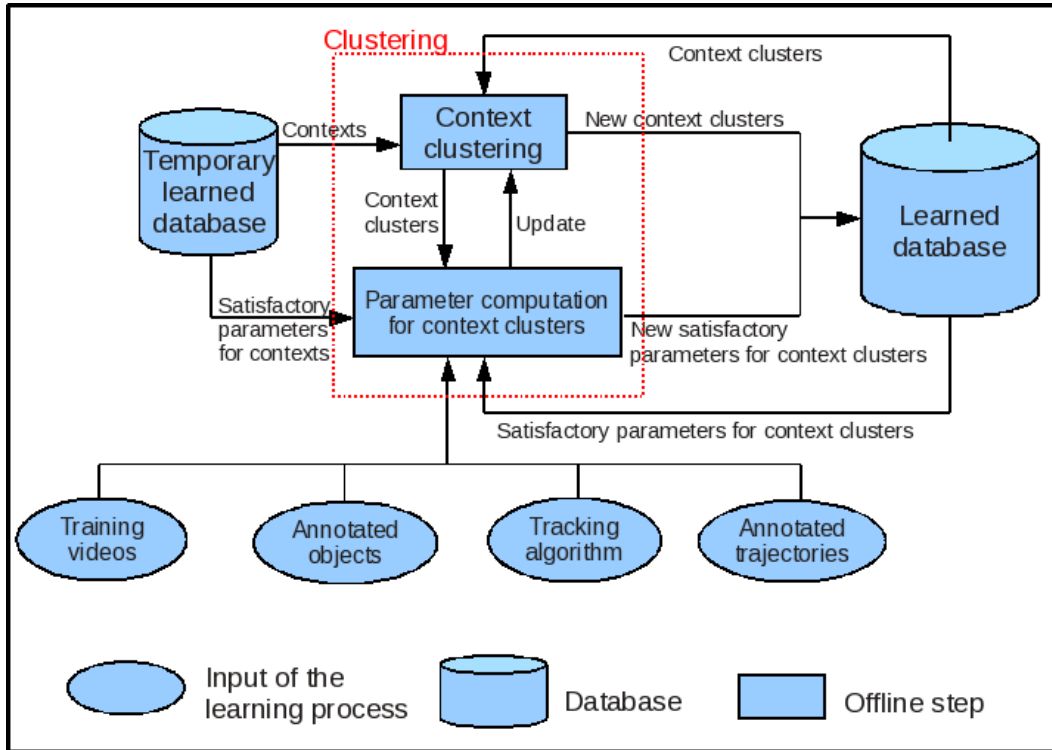 Clustering
Context clusters
Contexts
Context
clustering
New context clusters
Temporary
learned
database
Context
clusters
Update
Learned
database
Satisfactory
parameters
for contexts
Parameter computation
for context clusters
New satisfactory
parameters for context clusters
Satisfactory parameters for context clusters
Training
videos
Annotated
objects
Tracking
algorithm
Annotated
trajectories
Input of the
learning process
Database
Offline step